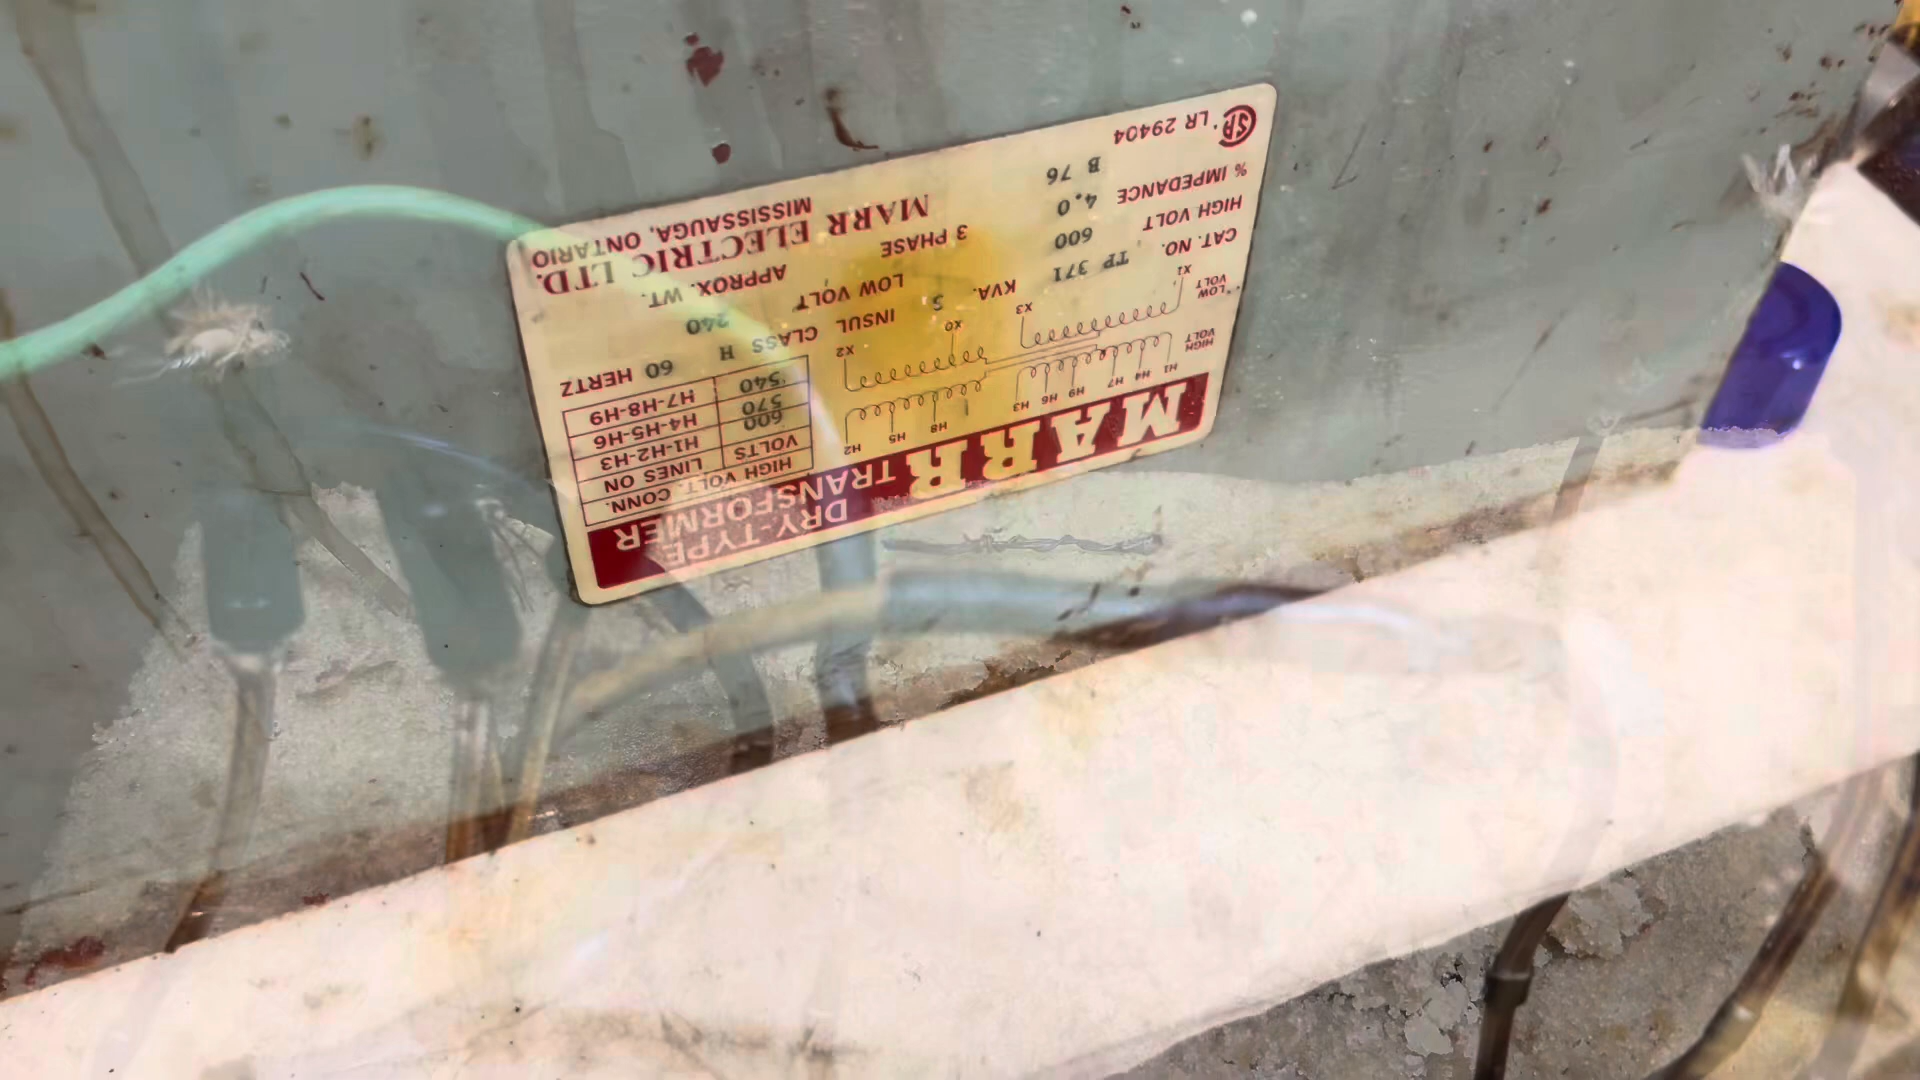 MARR DRY-TYPE
TRANSFORMER
H1 H4 H7 H9 H6 H3 H8 H5 H2
HIGH
VOLT
LOW
VOLT
X1 X3 X0 X2
HIGH VOLT. CONN.
VOLTS LINES ON
600 H1-H2-H3
570 H4-H5-H6
540 H7-H8-H9
CAT. NO. TP 371 KVA. 5 INSUL CLASS H 60 HERTZ
HIGH VOLT 600 3 PHASE LOW VOLT 240
% IMPEDANCE 4.0 APPROX. WT.
B 76
SA LR 29404
MARR ELECTRIC LTD.
MISSISSAUGA, ONTARIO